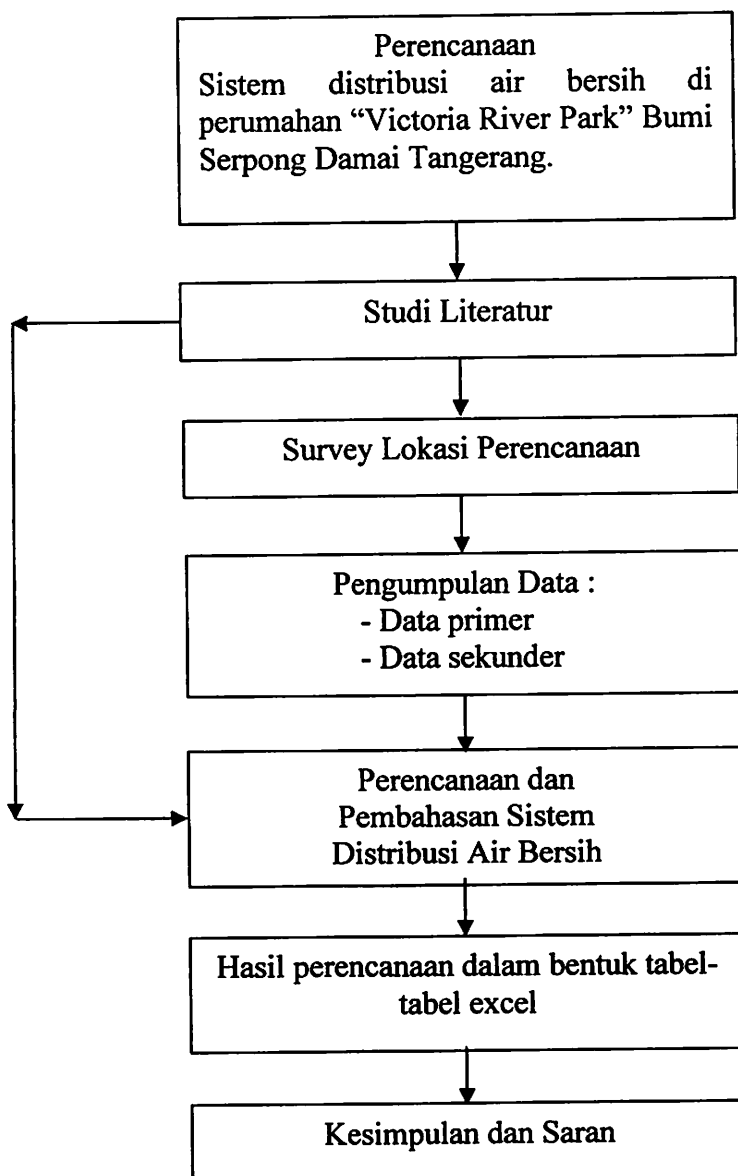 Perencanaan
Sistem distribusi air bersih di
perumahan “Victoria River Park” Bumi
Serpong Damai Tangerang.
Studi Literatur
Survey Lokasi Perencanaan
Pengumpulan Data :
- Data primer
- Data sekunder
Perencanaan dan
Pembahasan Sistem
Distribusi Air Bersih
Hasil perencanaan dalam bentuk tabel-
tabel excel
Kesimpulan dan Saran